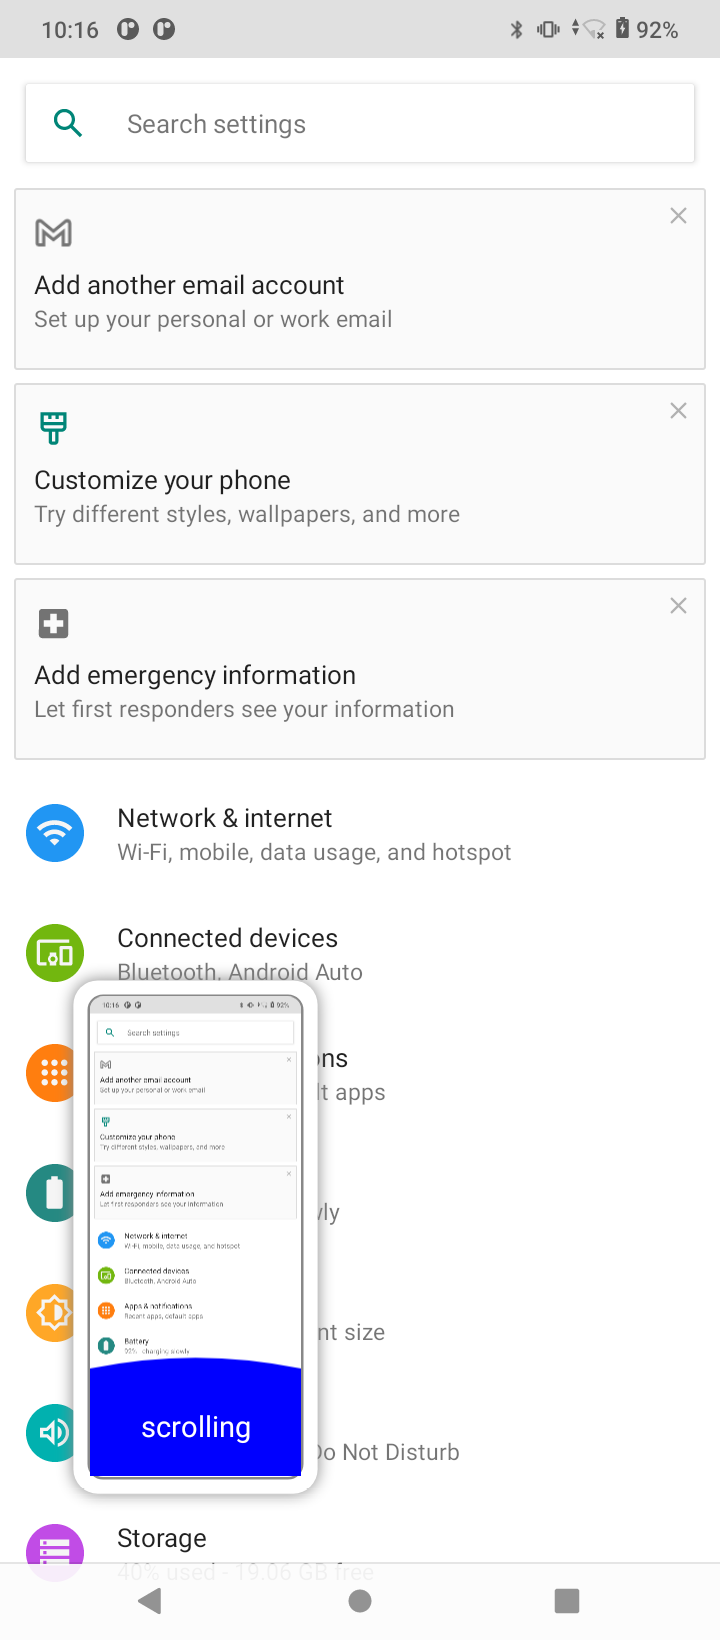 10:16
92%
Search settings
Add another email account
Set up your personal or work email
Customize your phone
Try different styles, wallpapers, and more
Add emergency information
Let first responders see your information
Network & internet
Wi-Fi, mobile, data usage, and hotspot
Connected devices
Bluetooth, Android Auto
10:16
92%
Search settings
Add another email account
Set up your personal or work email
Customize your phone
Try different styles, wallpapers, and more
Add emergency information
Let first responders see your information
Network & internet
Wi-Fi, mobile, data usage, and hotspot
Connected devices
Bluetooth, Android Auto
Apps & notifications
Recent apps, default apps
Battery
92% - charging slowly
scrolling
ons
lt apps
wly
nt size
Do Not Disturb
Storage
40% used - 19.06 GB free